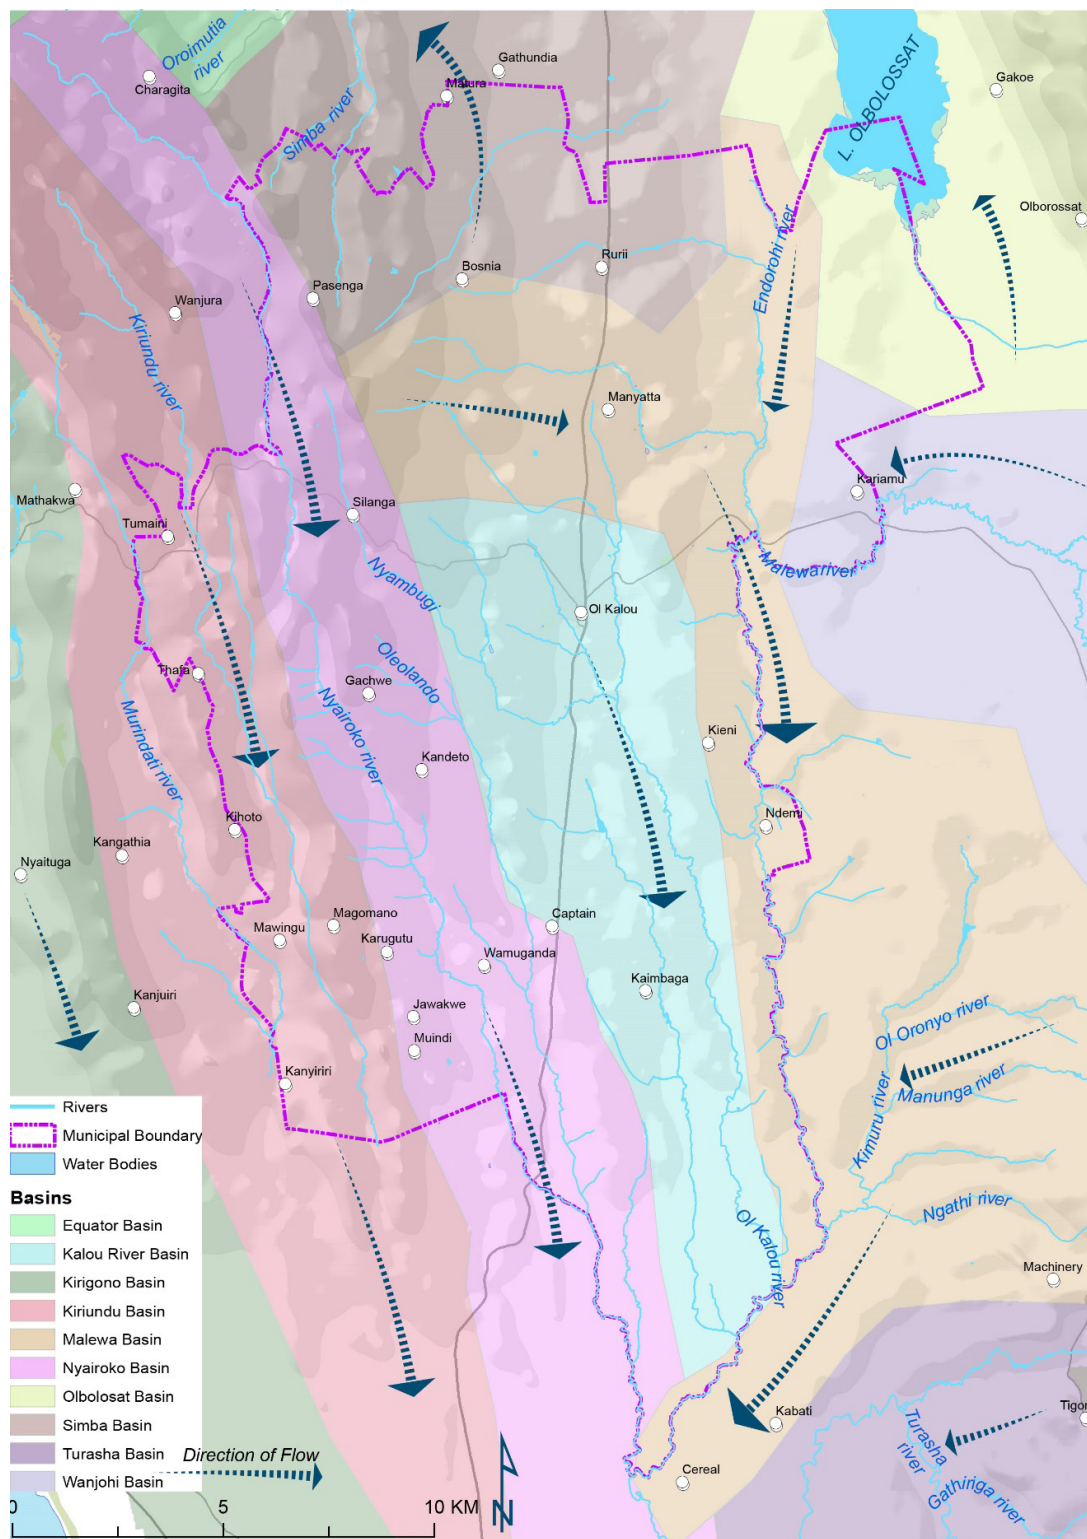 Oroimutia
river
Charagita
Gathundia
Matura
Simba river
L. OLBOLOSSAT
Gakoe
Olborossat
Endorohi river
Rurii
Bosnia
Pasenga
Wanjura
Kiriundu river
Manyatta
Kariamu
Mathakwa
Silanga
Tumaini
Malewariver
Nyambugi
Ol Kalou
Oleolando
Thafa
Gachwe
Murindati river
Nyairoko river
Kieni
Kandeto
Ndemi
Kihoto
Kangathia
Nyaituga
Magomano
Captain
Mawingu
Karugutu
Wamuganda
Kaimbaga
Kanjuiri
Jawakwe
Muindi
Ol Oronyo river
Manunga river
Kimuru river
Kanyiriri
Ngathi river
Ol Kalou river
Machinery
Kabati
Tigon
Turasha
river
Cereal
Gathiriga river
Rivers
Municipal Boundary
Water Bodies
Basins
Equator Basin
Kalou River Basin
Kirigono Basin
Kiriundu Basin
Malewa Basin
Nyairoko Basin
Olbolosat Basin
Simba Basin
Turasha Basin
Wanjohi Basin
Direction of Flow
0 5 10 KM
N